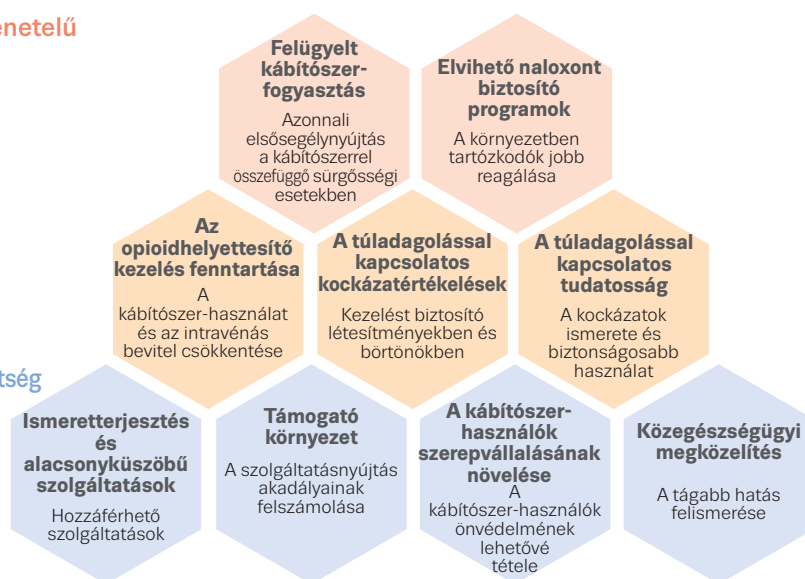 Felügyelt
kábítószer-
fogyasztás
Azonnali
elsősegélynyújtás
a kábítószerrel
összefüggő sürgősségi
esetekben
Elvihető naloxont
biztosító
programok
A környezetben
tartózkodók jobb
reagálása
Az
opioidhelyettesítő
kezelés fenntartása
A
kábítószer-használat
és az intravénás
bevitel csökkentése
A túladagolással
kapcsolatos
kockázatértékelések
Kezelést biztosító
létesítményekben és
börtönökben
A túladagolással
kapcsolatos
tudatosság
A kockázatok
ismerete és
biztonságosabb
használat
Ismeretterjesztés
és
alacsonyküszöbű
szolgáltatások
Hozzáférhető
szolgáltatások
Támogató
környezet
A szolgáltatásnyújtás
akadályainak
felszámolása
A kábítószer-
használók
szerepvállalásának
növelése
A
kábítószer-használók
önvédelmének
lehetővé
tétele
Közegészségügyi
megközelítés
A tágabb hatás
felismerése